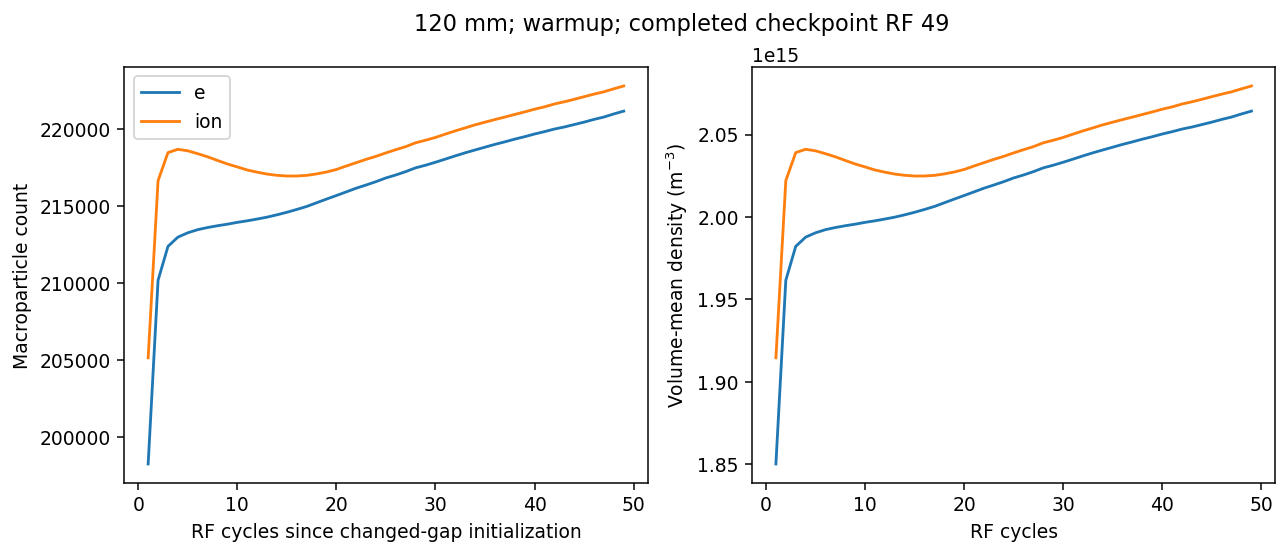 120 mm; warmup; completed checkpoint RF 49
e
ion
Macroparticle count
220000
215000
210000
205000
200000
0 10 20 30 40 50
RF cycles since changed-gap initialization
1e15
Volume-mean density (m⁻³)
2.05
2.00
1.95
1.90
1.85
0 10 20 30 40 50
RF cycles